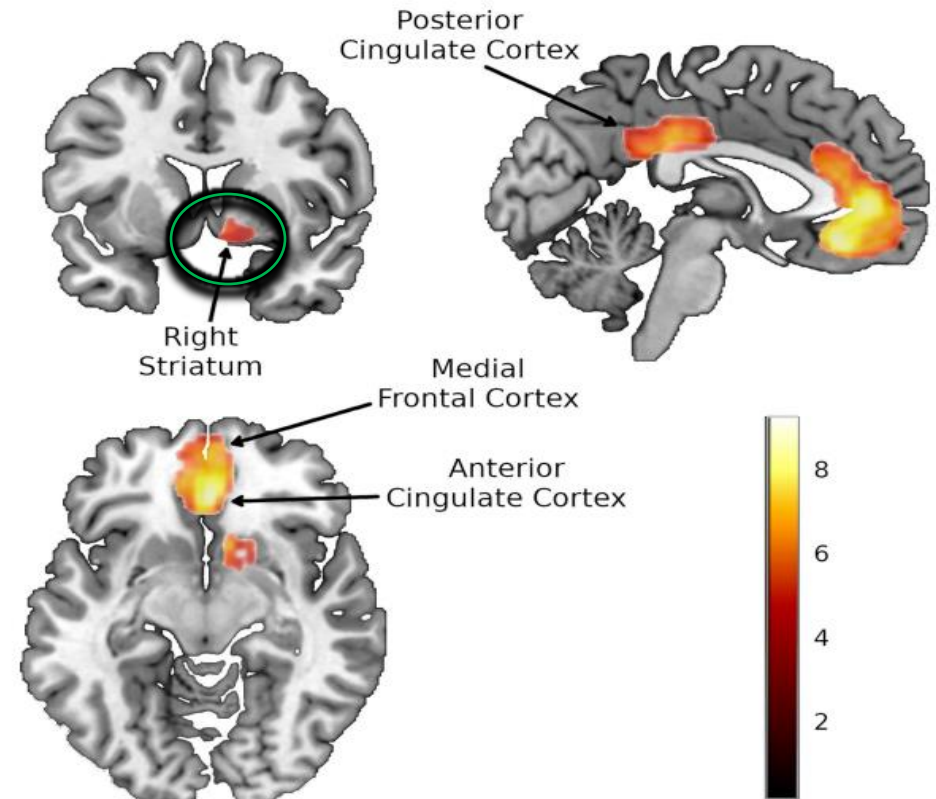 Posterior
Cingulate Cortex
Right
Striatum
Medial
Frontal Cortex
Anterior
Cingulate Cortex
8
6
4
2